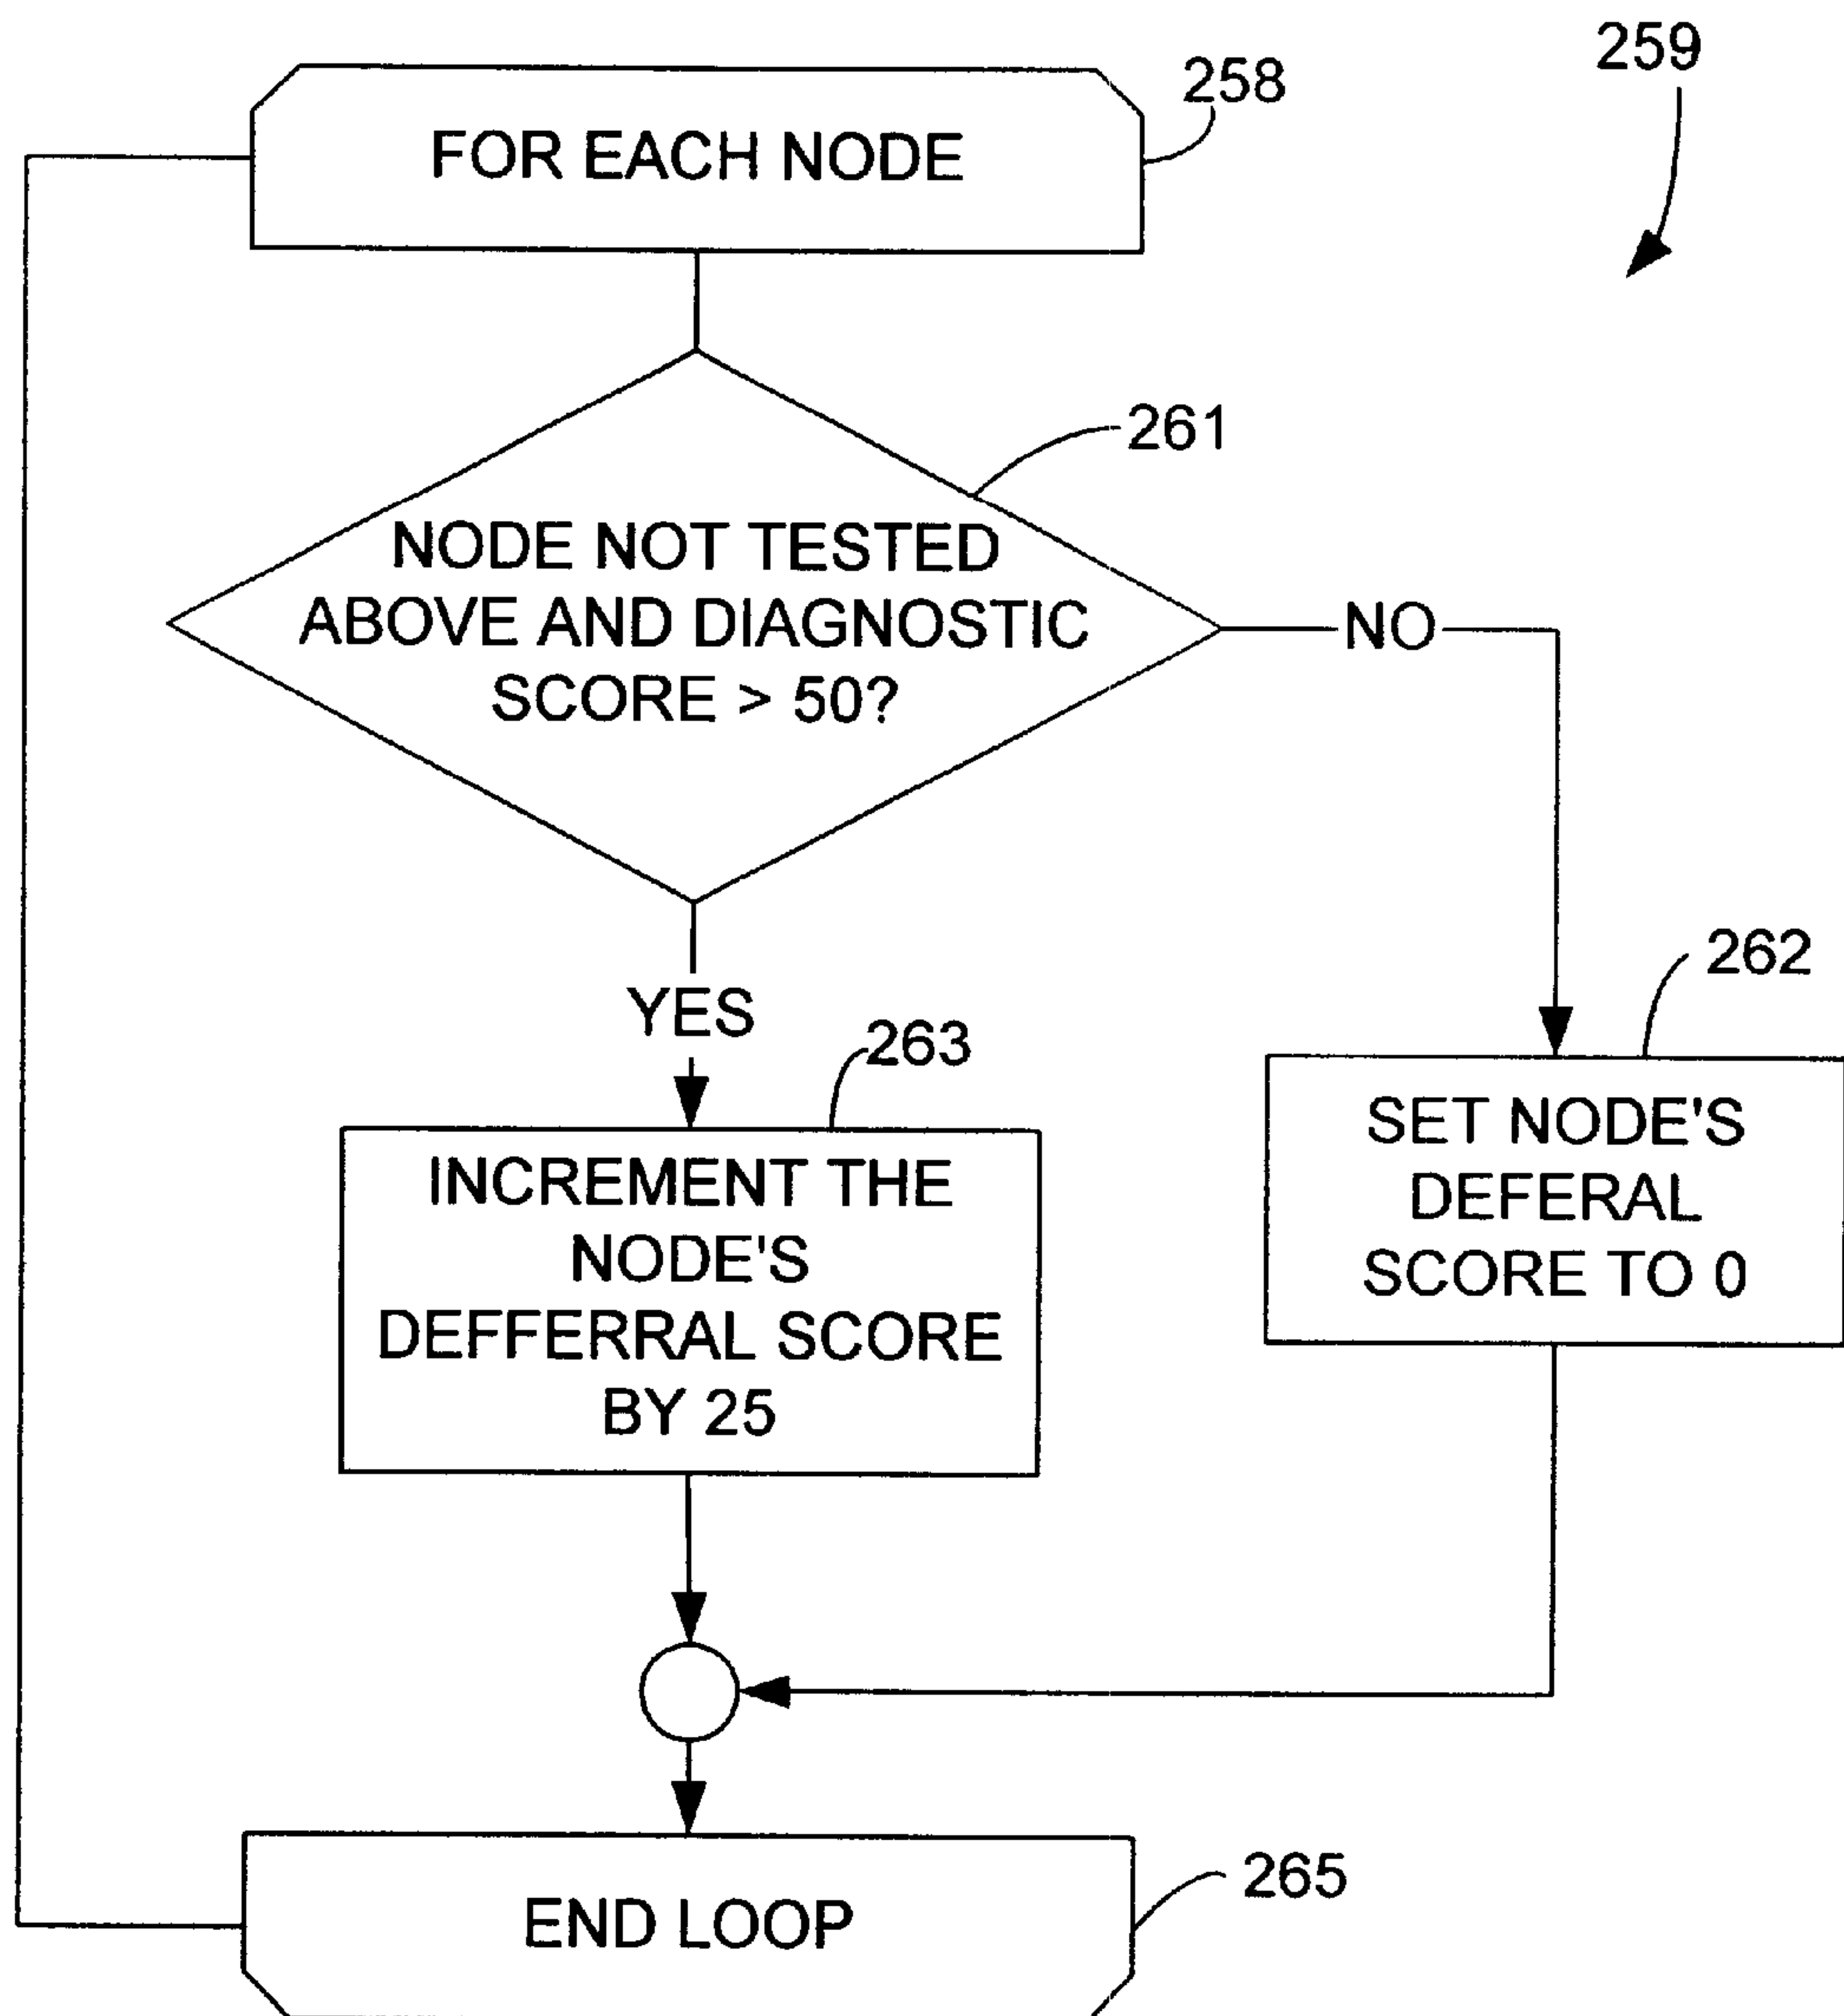 259
258
FOR EACH NODE
261
NODE NOT TESTED
ABOVE AND DIAGNOSTIC
SCORE > 50?
NO
YES
262
263
SET NODE'S
DEFERAL
SCORE TO 0
INCREMENT THE
NODE'S
DEFFERRAL SCORE
BY 25
265
END LOOP